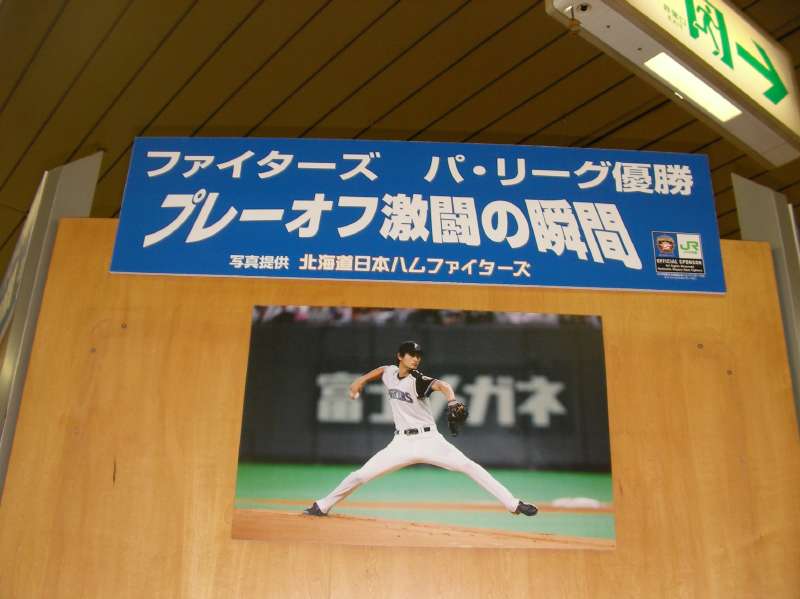 ファイターズ パ・リーグ優勝
プレーオフ激闘の瞬間
写真提供 北海道日本ハムファイターズ
JR
OFFICIAL SPONSOR
富士メガネ